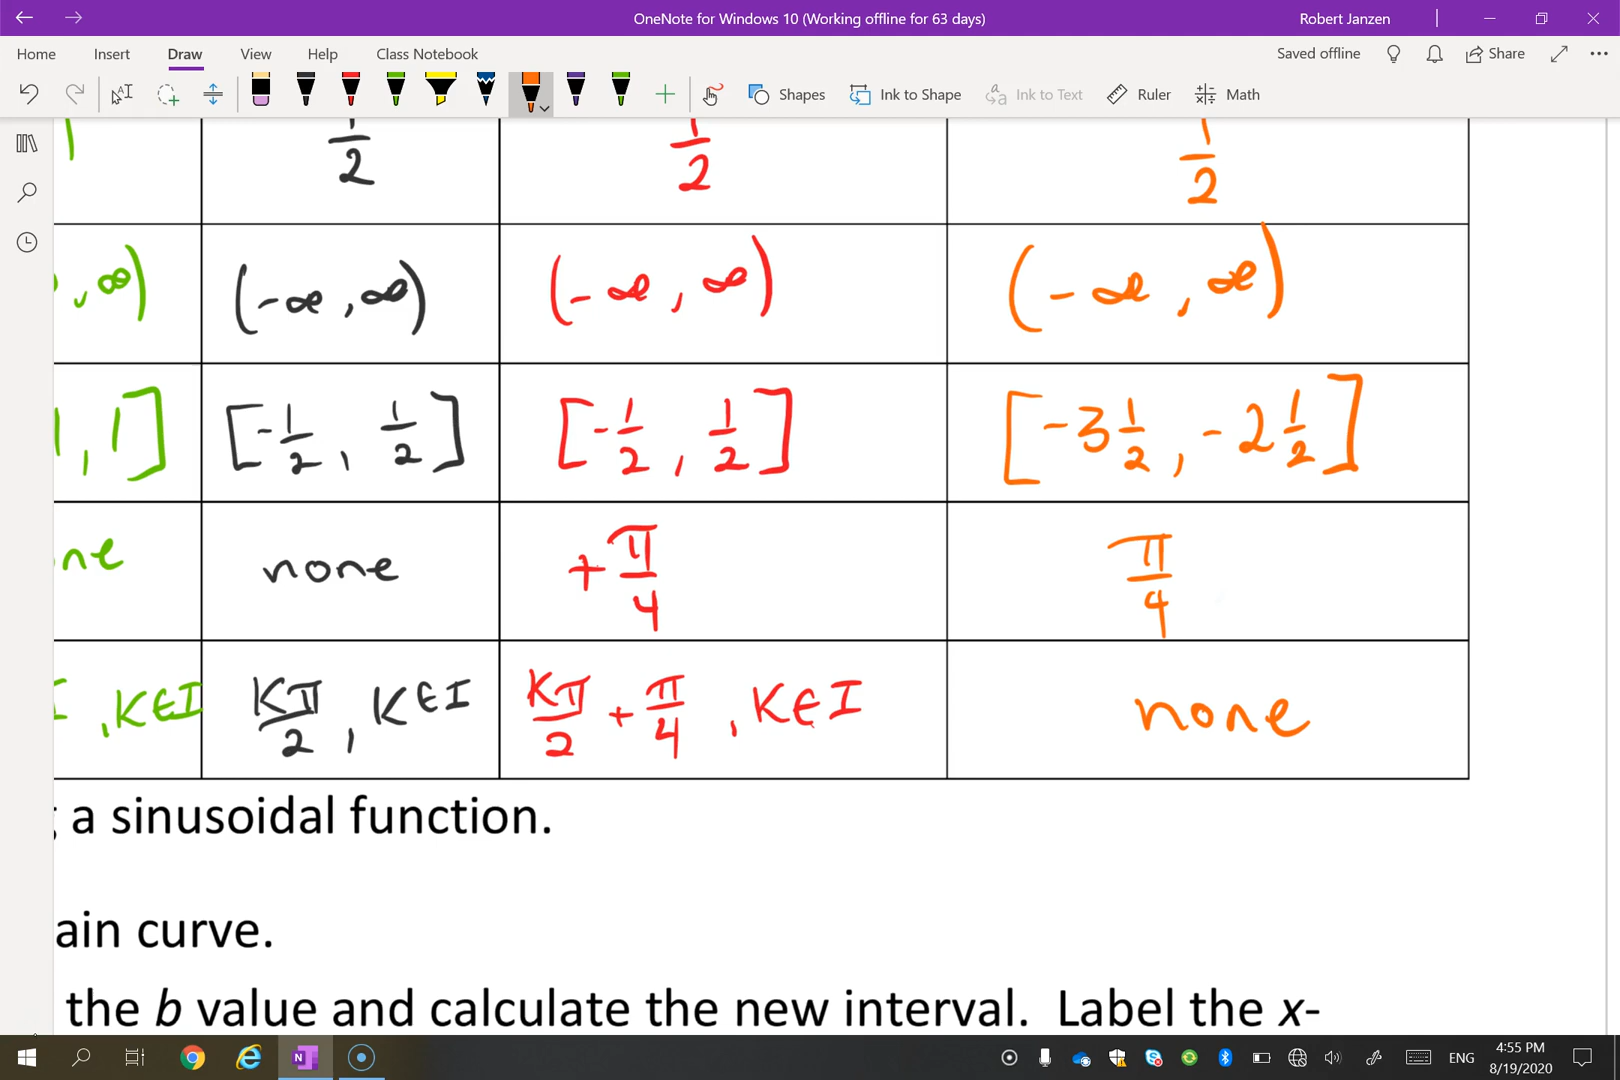 OneNote for Windows 10 (Working offline for 63 days)
Robert Janzen
Home Insert Draw View Help Class Notebook
Saved offline Share
Shapes Ink to Shape Ink to Text Ruler Math
1 1/2 1/2 1/2
, ∞) (-∞, ∞) (-∞, ∞) (-∞, ∞)
1, 1] [-1/2, 1/2] [-1/2, 1/2] [-3 1/2, -2 1/2]
ne none +π/4 π/4
I, K∈I Kπ/2, K∈I Kπ/2 + π/4, K∈I none
a sinusoidal function.
ain curve.
the b value and calculate the new interval. Label the x-
ENG
4:55 PM
8/19/2020